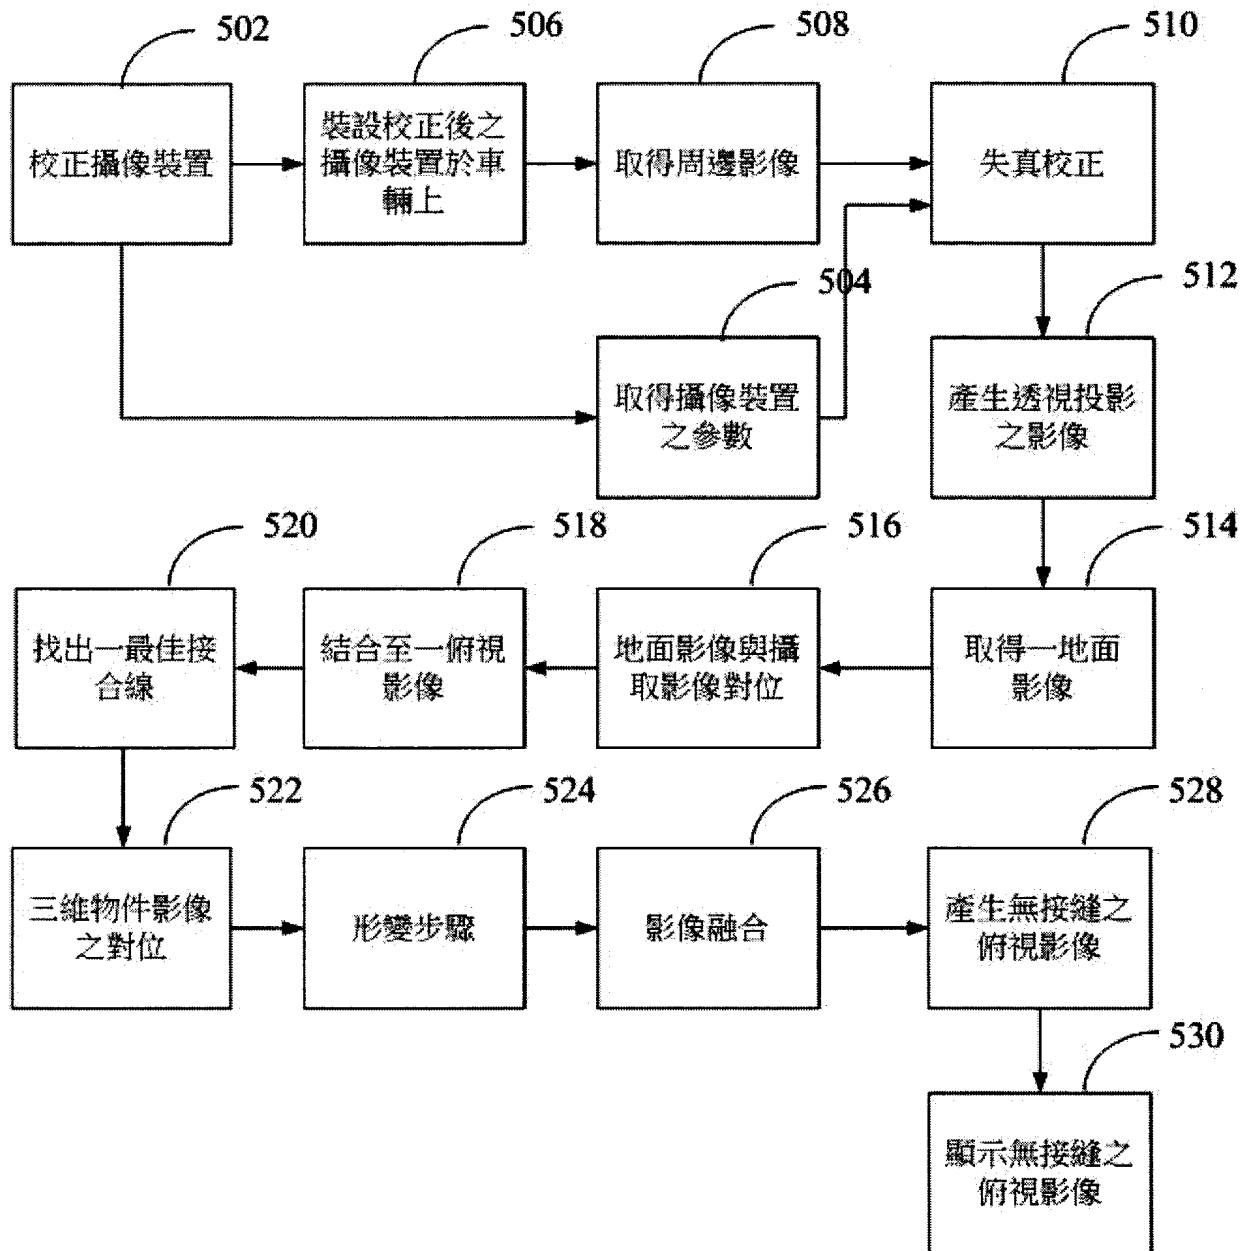 502
506
508
510
校正攝像裝置
裝設校正後之
攝像裝置於車
輛上
取得周邊影像
失真校正
504
512
取得攝像裝置
之參數
產生透視投影
之影像
520
518
516
514
找出一最佳接
合線
結合至一俯視
影像
地面影像與攝
取影像對位
取得一地面
影像
522
524
526
528
三維物件影像
之對位
形變步驟
影像融合
產生無接縫之
俯視影像
530
顯示無接縫之
俯視影像